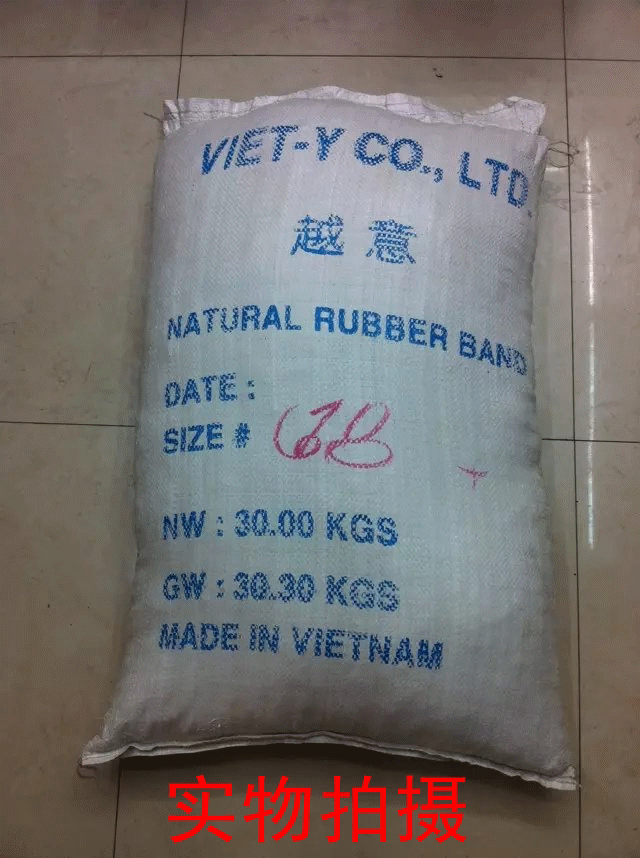 VIET-Y CO., LTD.
越意
NATURAL RUBBER BAND
DATE :
SIZE #
NW : 30.00 KGS
GW : 30.30 KGS
MADE IN VIETNAM
实物拍摄